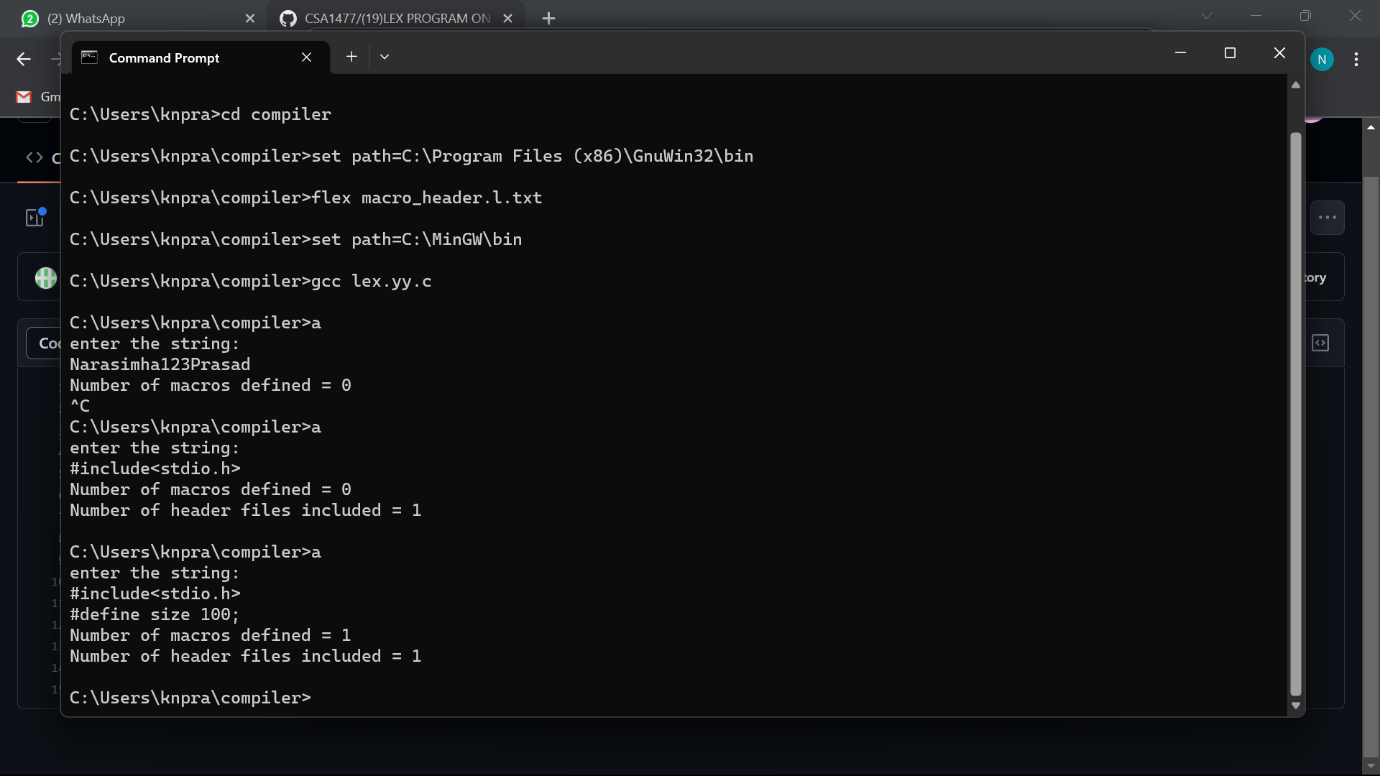 (2) WhatsApp
CSA1477/(19)LEX PROGRAM ON
Command Prompt
N
C:\Users\knpra>cd compiler
C:\Users\knpra\compiler>set path=C:\Program Files (x86)\GnuWin32\bin
C:\Users\knpra\compiler>flex macro_header.l.txt
C:\Users\knpra\compiler>set path=C:\MinGW\bin
C:\Users\knpra\compiler>gcc lex.yy.c
C:\Users\knpra\compiler>a
enter the string:
Narasimha123Prasad
Number of macros defined = 0
^C
C:\Users\knpra\compiler>a
enter the string:
#include<stdio.h>
Number of macros defined = 0
Number of header files included = 1
C:\Users\knpra\compiler>a
enter the string:
#include<stdio.h>
#define size 100;
Number of macros defined = 1
Number of header files included = 1
C:\Users\knpra\compiler>